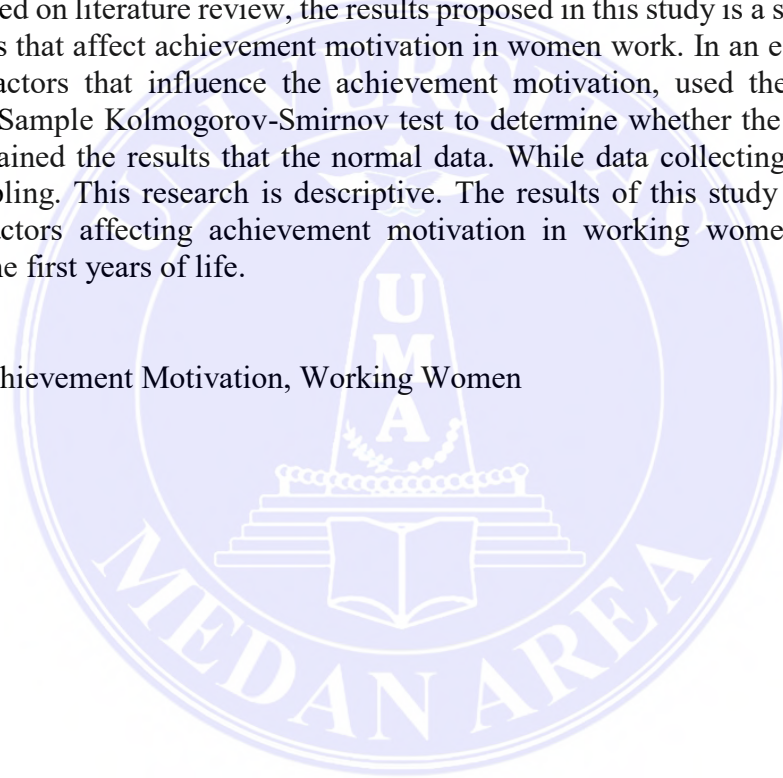 ed on literature review, the results proposed in this study is a s
s that affect achievement motivation in women work. In an e
actors that influence the achievement motivation, used the
Sample Kolmogorov-Smirnov test to determine whether the
ained the results that the normal data. While data collecting
pling. This research is descriptive. The results of this study
actors affecting achievement motivation in working wome
he first years of life.
hievement Motivation, Working Women
UNIVERSITAS
U
M
A
MEDAN AREA